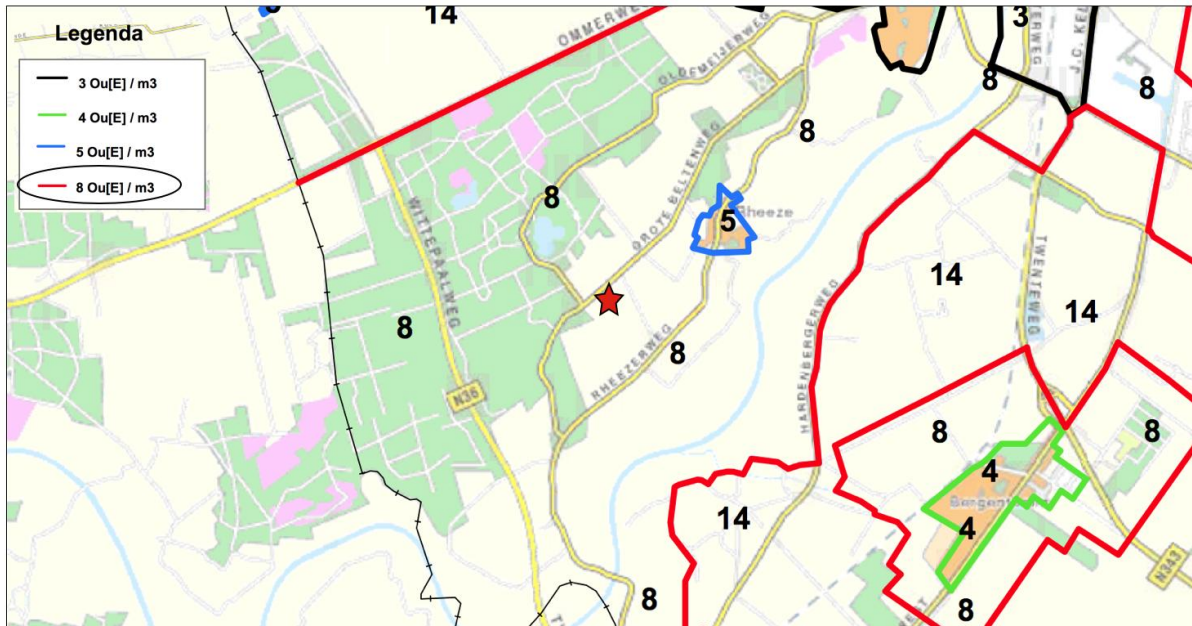 Legenda
3 Ou[E] / m3
4 Ou[E] / m3
5 Ou[E] / m3
8 Ou[E] / m3
14
OMMERWEG
OLDEMEIJERWEG
3
J.C. KEL
8
8
8
GROTE BELTENWEG
8
5
Rheeze
WITTEPAALWEG
8
N36
RHEEZERWEG
8
HARDENBERGERWEG
14
TWENTEWEG
14
8
8
4
4
14
8
8
N343